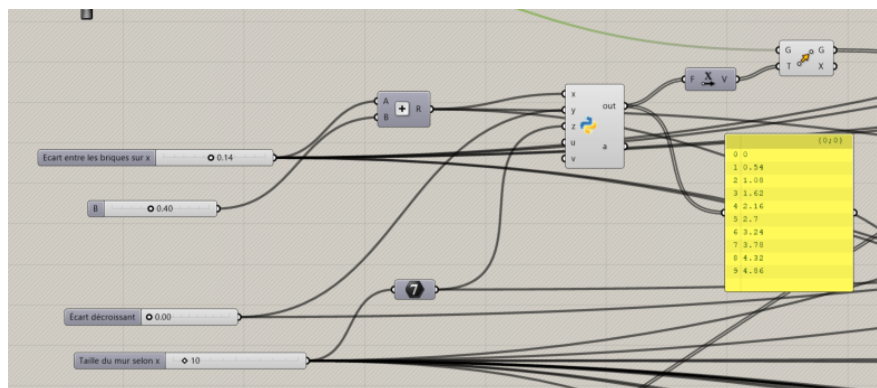 G G
T X
F X V
A R
B
x
y out
z
u
v a
Ecart entre les briques sur x 0.14
{0;0}
0 0
1 0.54
2 1.08
3 1.62
4 2.16
5 2.7
6 3.24
7 3.78
8 4.32
9 4.86
B 0.40
7
Ecart décroissant 0.00
Taille du mur selon x 10